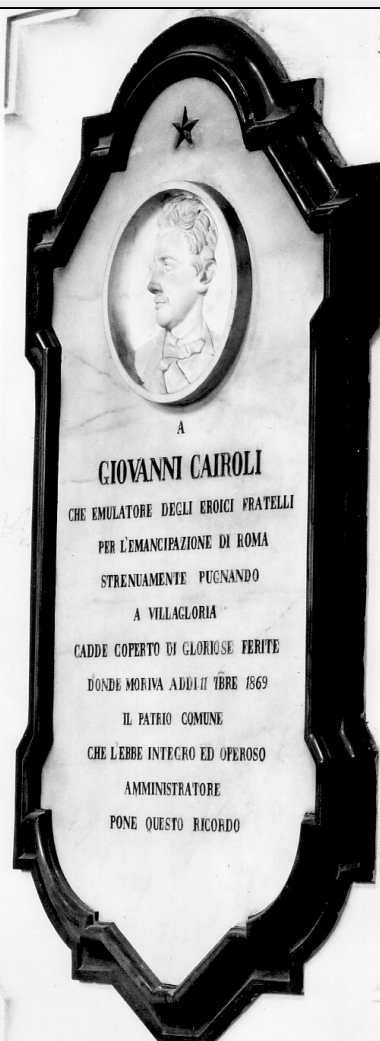 A
GIOVANNI CAIROLI
CHE EMULATORE DEGLI EROICI FRATELLI
PER L'EMANCIPAZIONE DI ROMA
STRENUAMENTE PUGNANDO
A VILLAGLORIA
CADDE COPERTO DI GLORIOSE FERITE
DONDE MORIVA ADDI 11 7BRE 1869
IL PATRIO COMUNE
CHE L'EBBE INTEGRO ED OPEROSO
AMMINISTRATORE
PONE QUESTO RICORDO